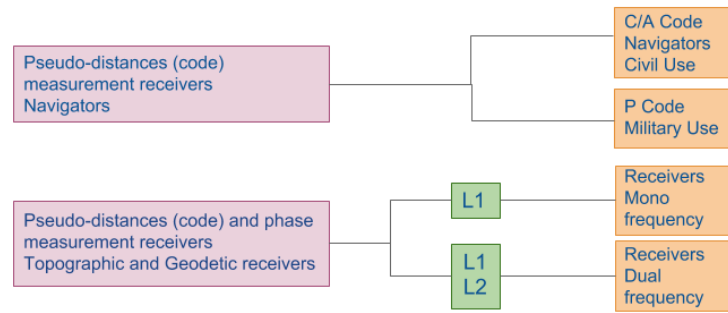 Pseudo-distances (code)
measurement receivers
Navigators
C/A Code
Navigators
Civil Use
P Code
Military Use
Pseudo-distances (code) and phase
measurement receivers
Topographic and Geodetic receivers
L1
Receivers
Mono
frequency
L1
L2
Receivers
Dual
frequency